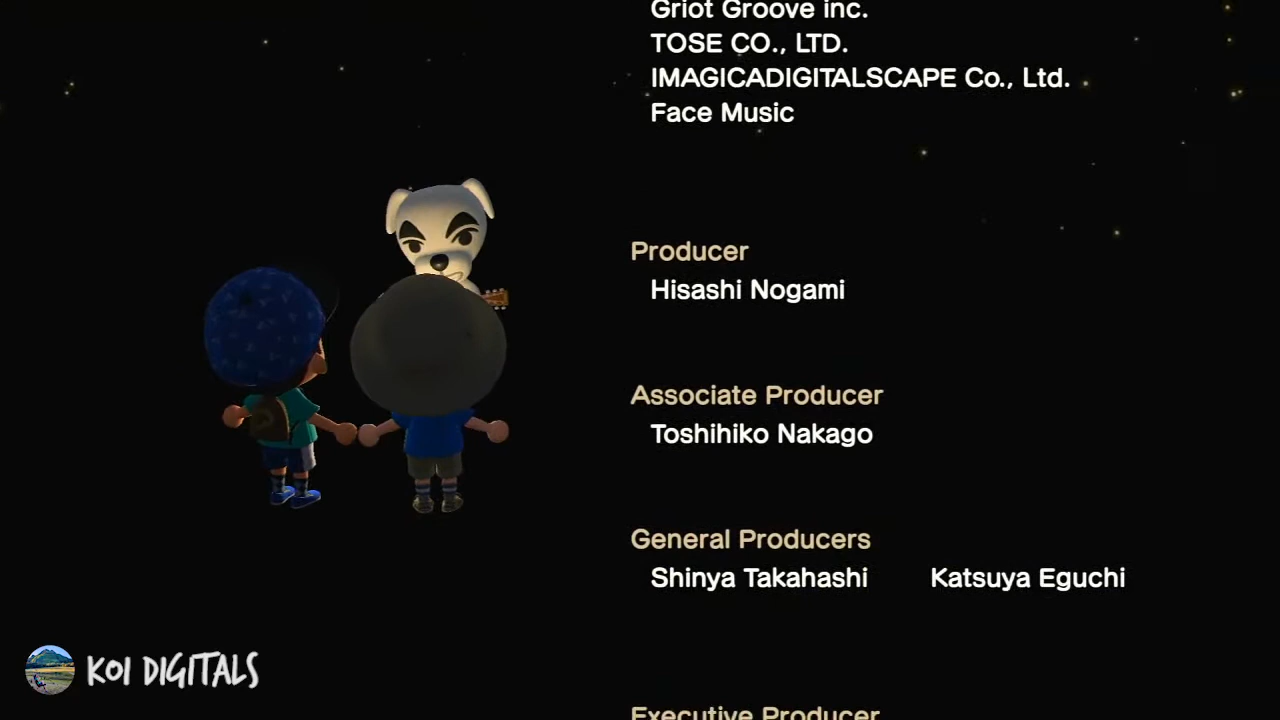 Griot Groove inc.
TOSE CO., LTD.
IMAGICADIGITALSCAPE Co., Ltd.
Face Music
Producer
Hisashi Nogami
Associate Producer
Toshihiko Nakago
General Producers
Shinya Takahashi Katsuya Eguchi
Executive Producer
KOI DIGITALS